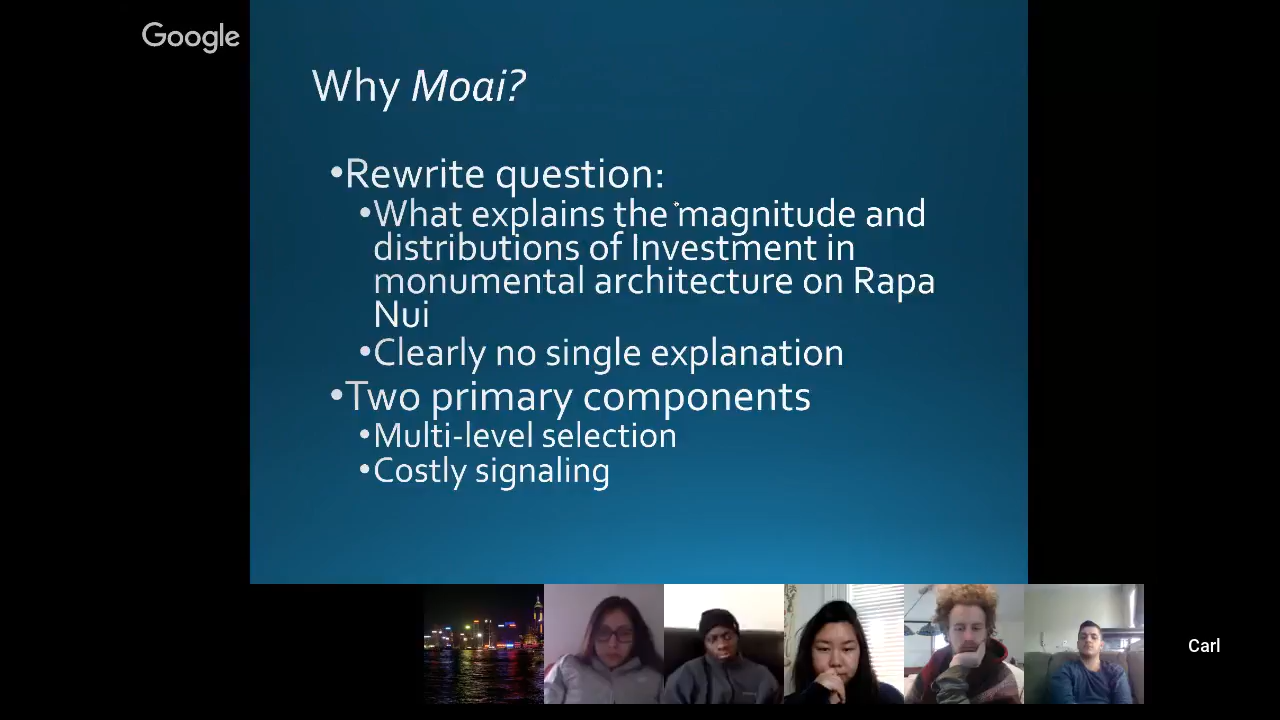 Google
Why Moai?
•Rewrite question:
•What explains the magnitude and
distributions of Investment in
monumental architecture on Rapa
Nui
•Clearly no single explanation
•Two primary components
•Multi-level selection
•Costly signaling
Carl